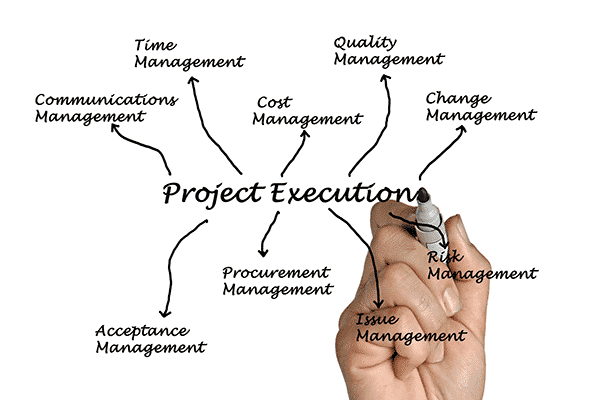 Time
Management
Quality
Management
Communications
Management
Cost
Management
Change
Management
Project Execution
Risk
Management
Procurement
Management
Issue
Management
Acceptance
Management